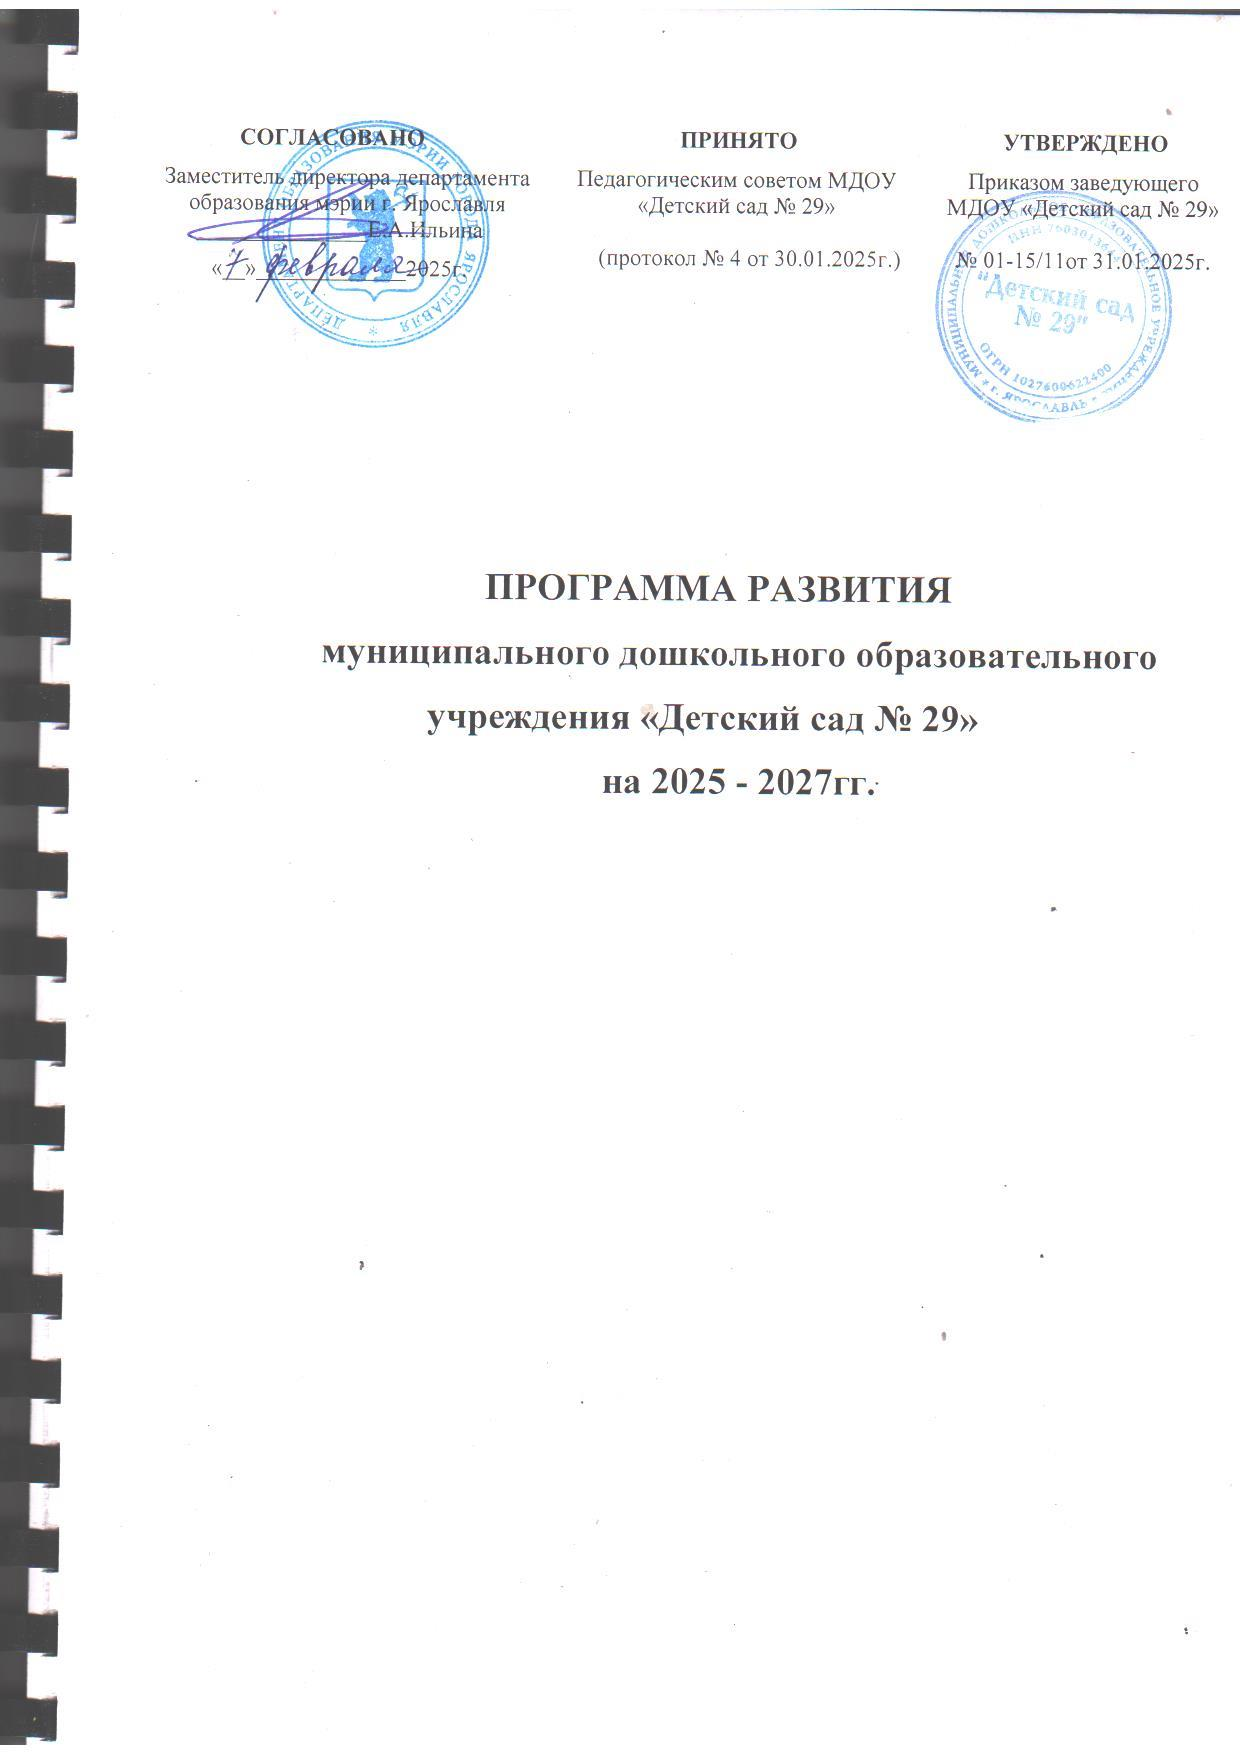 СОГЛАСОВАНО
Заместитель директора департамента
образования мэрии г. Ярославля
Е.А.Ильина
«7» февраля 2025г.
ПРИНЯТО
Педагогическим советом МДОУ
«Детский сад № 29»
(протокол № 4 от 30.01.2025г.)
УТВЕРЖДЕНО
Приказом заведующего
МДОУ «Детский сад № 29»
№ 01-15/11от 31.01.2025г.
"Детский сад
№ 29"
ОГРН 1027600622400
ПРОГРАММА РАЗВИТИЯ
муниципального дошкольного образовательного
учреждения «Детский сад № 29»
на 2025 - 2027гг.